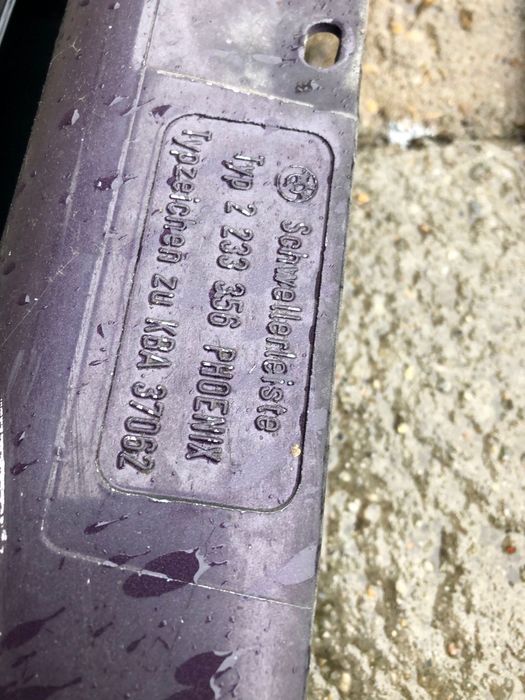 Schwellerleiste
Typ 2 233 356 PHOENIX
Typzeichen zu KBA 37062